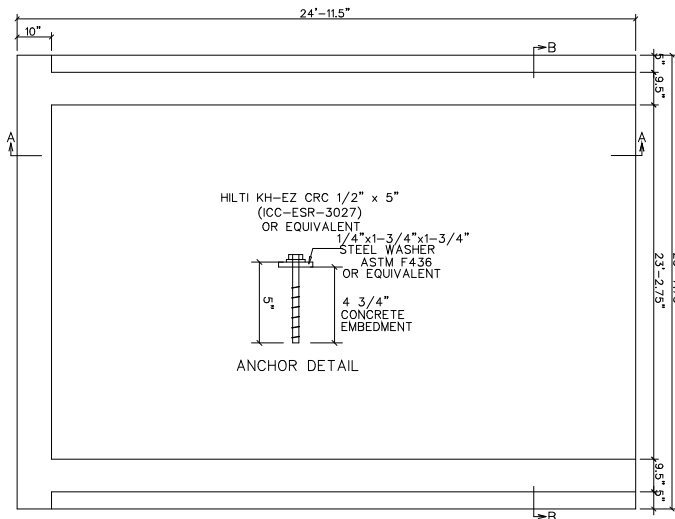 24'-11.5"
10"
B
5"
9.5"
A
A
HILTI KH-EZ CRC 1/2" x 5"
(ICC-ESR-3027)
OR EQUIVALENT
1/4"x1-3/4"x1-3/4"
STEEL WASHER
ASTM F436
OR EQUIVALENT
23'-2.75"
5"
4 3/4"
CONCRETE
EMBEDMENT
ANCHOR DETAIL
9.5"
5"
B